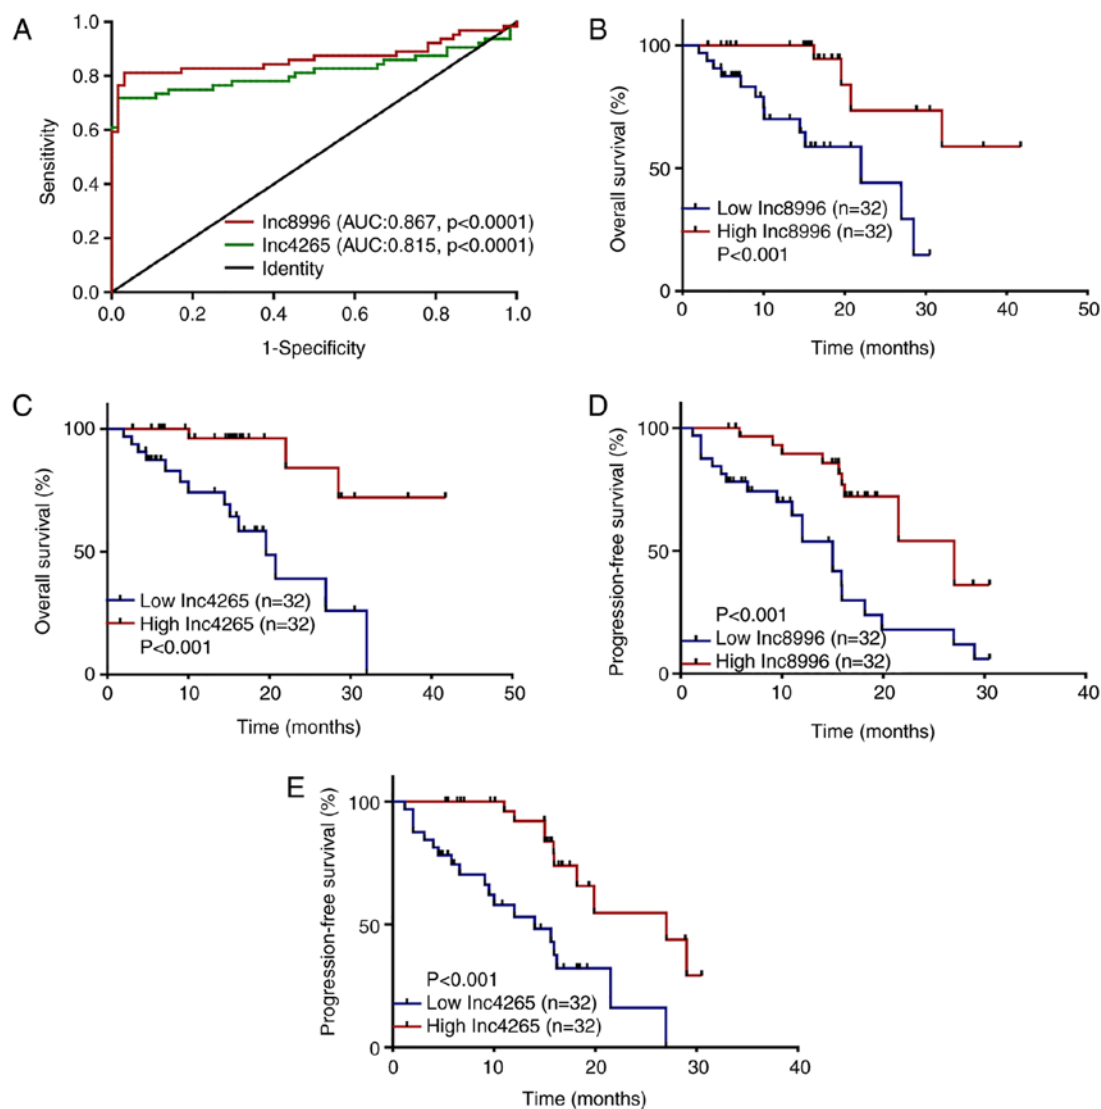 A
1.0
0.8
0.6
0.4
0.2
0.0
Sensitivity
lnc8996 (AUC:0.867, p<0.0001)
lnc4265 (AUC:0.815, p<0.0001)
Identity
0.0 0.2 0.4 0.6 0.8 1.0
1-Specificity
B
100
50
0
Overall survival (%)
Low lnc8996 (n=32)
High lnc8996 (n=32)
P<0.001
0 10 20 30 40 50
Time (months)
C
100
50
0
Overall survival (%)
Low lnc4265 (n=32)
High lnc4265 (n=32)
P<0.001
0 10 20 30 40 50
Time (months)
D
100
50
0
Progression-free survival (%)
P<0.001
Low lnc8996 (n=32)
High lnc8996 (n=32)
0 10 20 30 40
Time (months)
E
100
50
0
Progression-free survival (%)
P<0.001
Low lnc4265 (n=32)
High lnc4265 (n=32)
0 10 20 30 40
Time (months)